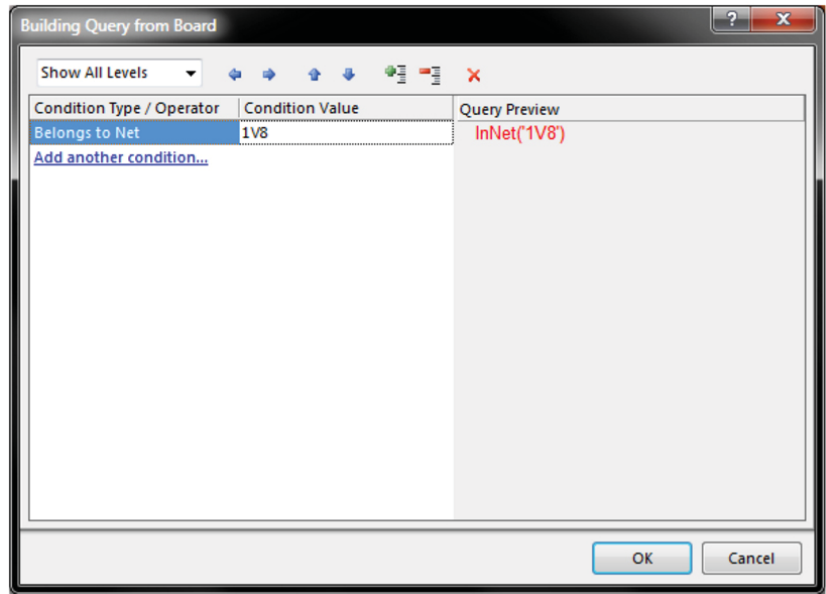 Building Query from Board
?
Show All Levels
Condition Type / Operator Condition Value Query Preview
Belongs to Net 1V8 InNet('1V8')
Add another condition...
OK Cancel